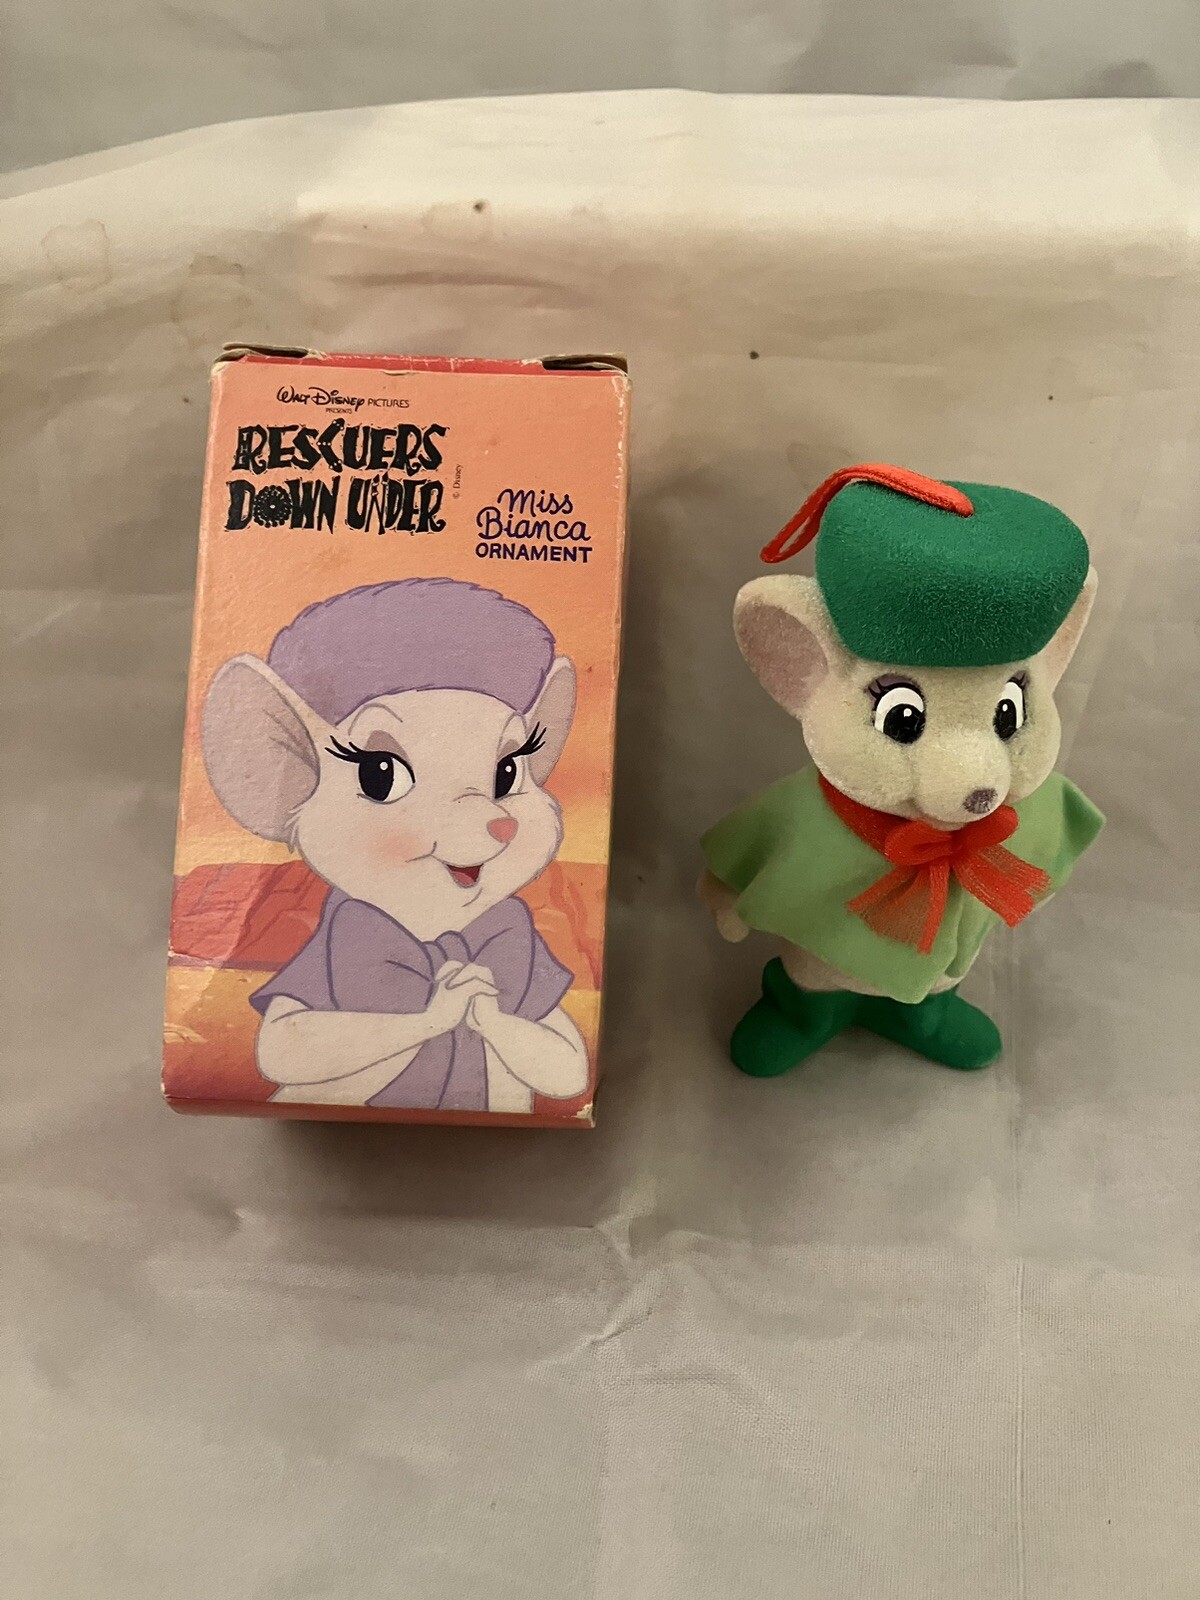 Walt Disney PICTURES
PRESENTS
RESCUERS
DOWN UNDER
© Disney
Miss
Bianca
ORNAMENT